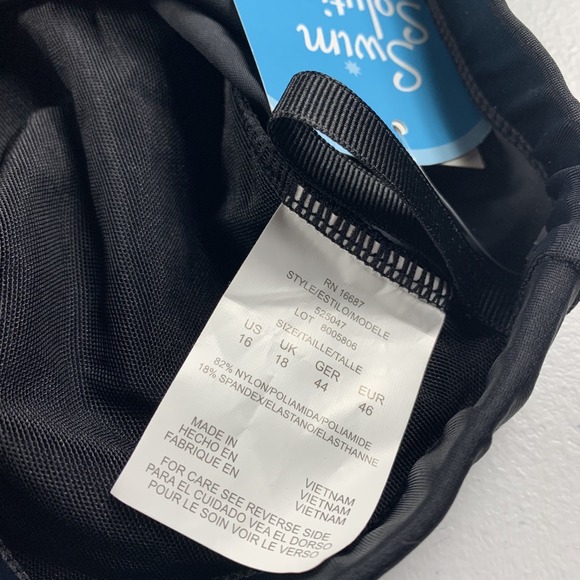 Swim
Soluti
RN 16687
STYLE/ESTILO/MODELE
525047
LOT 8005806
SIZE/TAILLE/TALLE
US UK GER EUR
16 18 44 46
82% NYLON/POLIAMIDA/POLIAMIDE
18% SPANDEX/ELASTANO/ELASTHANNE
MADE IN VIETNAM
HECHO EN VIETNAM
FABRIQUE EN VIETNAM
FOR CARE SEE REVERSE SIDE
PARA EL CUIDADO VEA EL DORSO
POUR LE SOIN VOIR LE VERSO